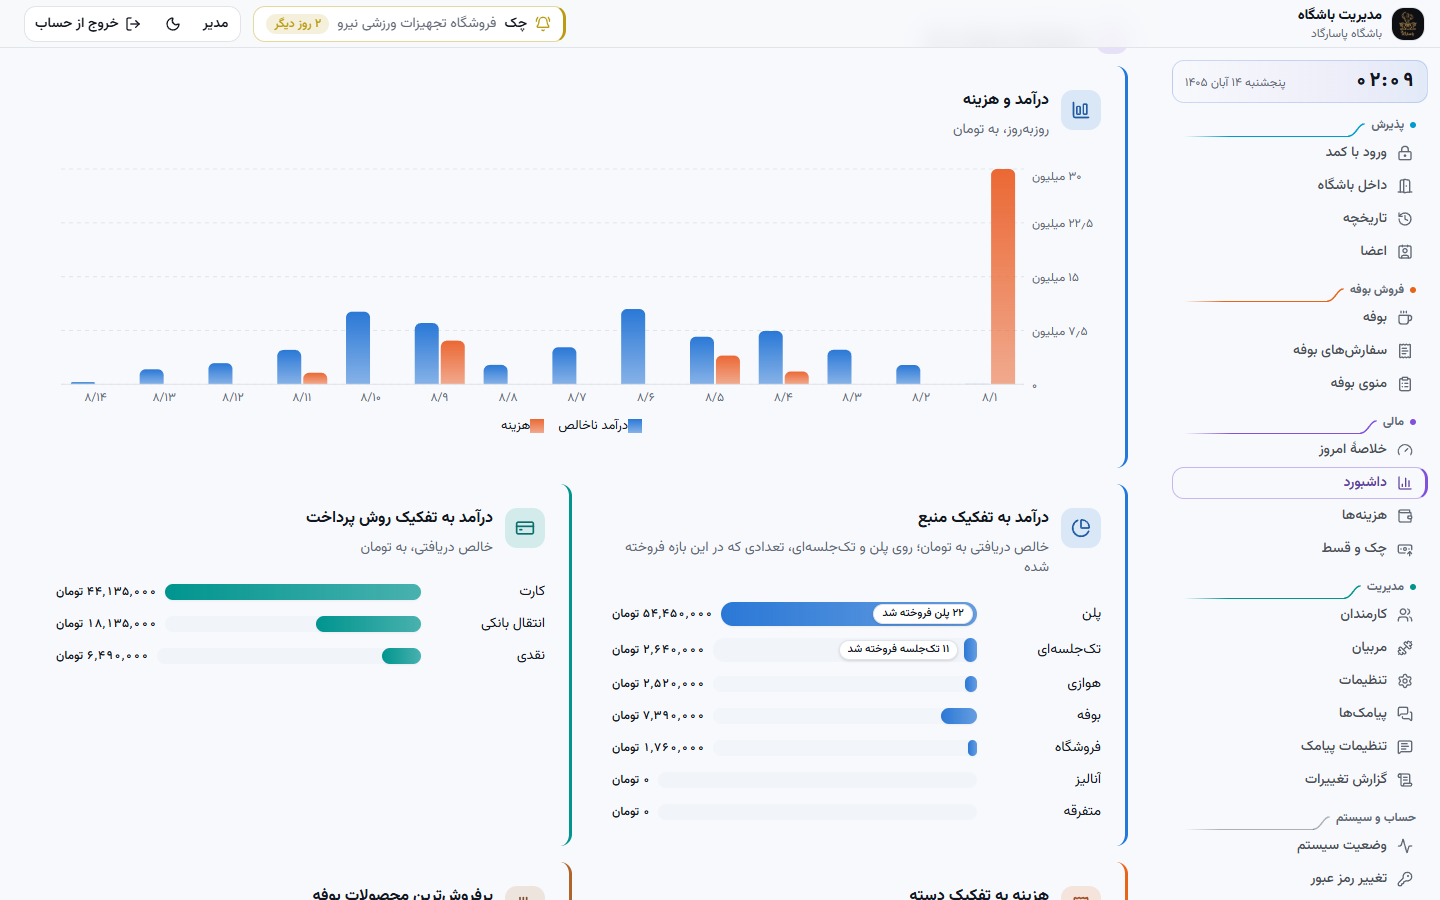 مدیریت باشگاه
باشگاه پاسارگاد
چک فروشگاه تجهیزات ورزشی نیرو ۲ روز دیگر
مدیر
خروج از حساب
۰۲:۰۹
پنجشنبه ۱۴ آبان ۱۴۰۵
پذیرش
ورود با کمد
داخل باشگاه
تاریخچه
اعضا
فروش بوفه
بوفه
سفارش‌های بوفه
منوی بوفه
مالی
خلاصهٔ امروز
داشبورد
هزینه‌ها
چک و قسط
مدیریت
کارمندان
مربیان
تنظیمات
پیامک‌ها
تنظیمات پیامک
گزارش تغییرات
حساب و سیستم
وضعیت سیستم
تغییر رمز عبور
درآمد و هزینه
روزبه‌روز، به تومان
۳۰ میلیون
۲۲٫۵ میلیون
۱۵ میلیون
۷٫۵ میلیون
۰
۸/۱ ۸/۲ ۸/۳ ۸/۴ ۸/۵ ۸/۶ ۸/۷ ۸/۸ ۸/۹ ۸/۱۰ ۸/۱۱ ۸/۱۲ ۸/۱۳ ۸/۱۴
درآمد ناخالص هزینه
درآمد به تفکیک منبع
خالص دریافتی به تومان؛ روی پلن و تک‌جلسه‌ای، تعدادی که در این بازه فروخته
شده
پلن ۲۲ پلن فروخته شد ۵۴,۴۵۰,۰۰۰ تومان
تک‌جلسه‌ای ۱۱ تک‌جلسه فروخته شد ۲,۶۴۰,۰۰۰ تومان
هوازی ۲,۵۲۰,۰۰۰ تومان
بوفه ۷,۳۹۰,۰۰۰ تومان
فروشگاه ۱,۷۶۰,۰۰۰ تومان
آنالیز ۰ تومان
متفرقه ۰ تومان
درآمد به تفکیک روش پرداخت
خالص دریافتی، به تومان
کارت ۴۴,۱۳۵,۰۰۰ تومان
انتقال بانکی ۱۸,۱۳۵,۰۰۰ تومان
نقدی ۶,۴۹۰,۰۰۰ تومان
هزینه به تفکیک دسته
پرفروش‌ترین محصولات بوفه